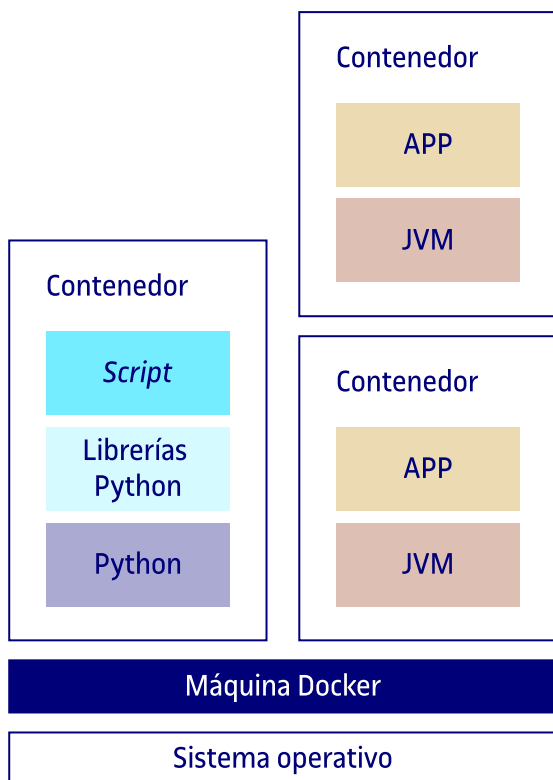 Contenedor
APP
JVM
Contenedor
Script
Librerías
Python
Python
Contenedor
APP
JVM
Máquina Docker
Sistema operativo